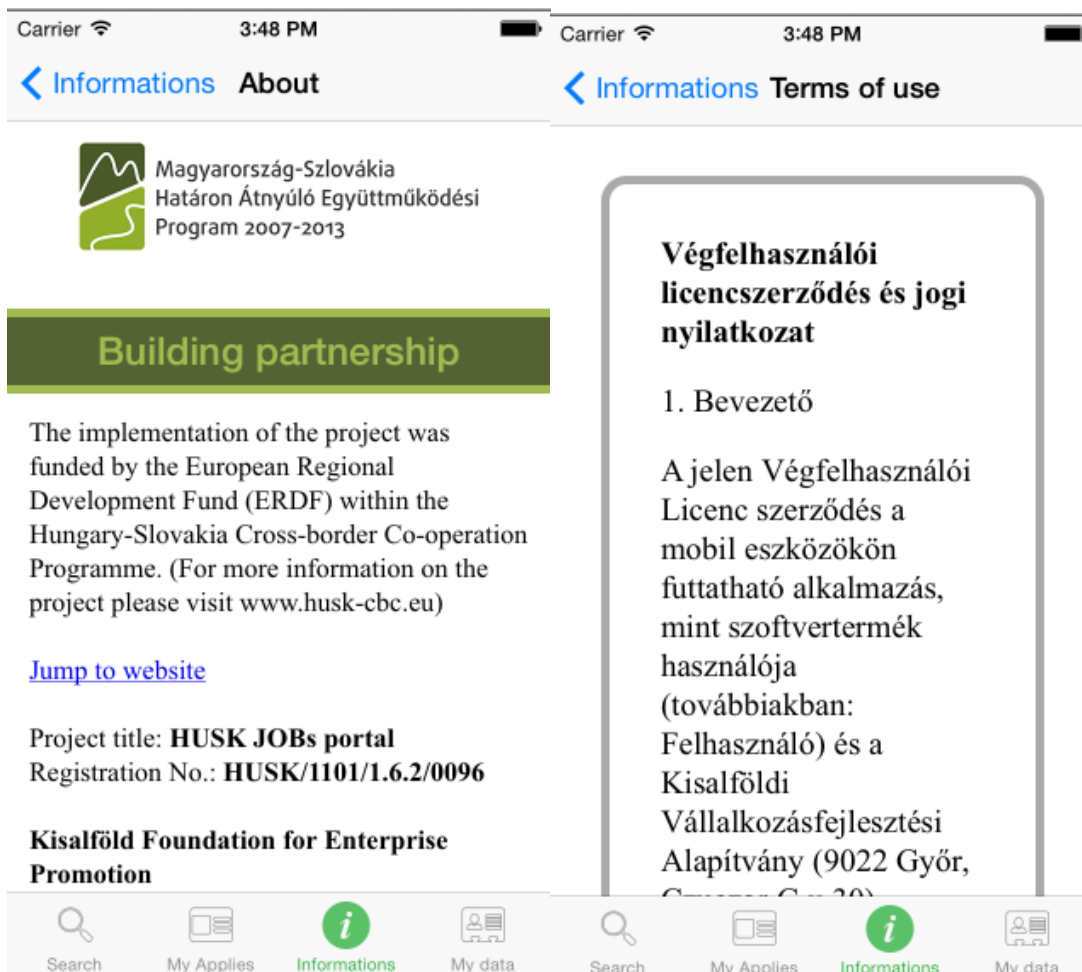 Carrier 3:48 PM
Informations About
Magyarország-Szlovákia
Határon Átnyúló Együttműködési
Program 2007-2013
Building partnership
The implementation of the project was
funded by the European Regional
Development Fund (ERDF) within the
Hungary-Slovakia Cross-border Co-operation
Programme. (For more information on the
project please visit www.husk-cbc.eu)
Jump to website
Project title: HUSK JOBs portal
Registration No.: HUSK/1101/1.6.2/0096
Kisalföld Foundation for Enterprise
Promotion
Search My Applies Informations My data
Carrier 3:48 PM
Informations Terms of use
Végfelhasználói
licencszerződés és jogi
nyilatkozat
1. Bevezető
A jelen Végfelhasználói
Licenc szerződés a
mobil eszközökön
futtatható alkalmazás,
mint szoftvertermék
használója
(továbbiakban:
Felhasználó) és a
Kisalföldi
Vállalkozásfejlesztési
Alapítvány (9022 Győr,
Search My Applies Informations My data